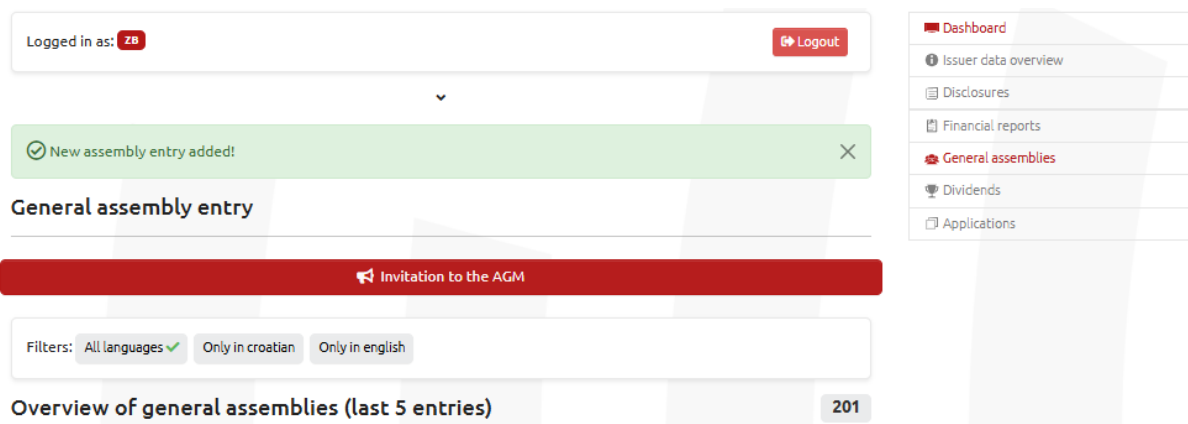 Logged in as: ZB
Logout
New assembly entry added!
General assembly entry
Invitation to the AGM
Filters: All languages Only in croatian Only in english
Overview of general assemblies (last 5 entries) 201
Dashboard
Issuer data overview
Disclosures
Financial reports
General assemblies
Dividends
Applications